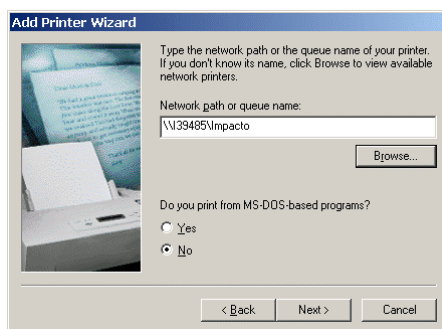 Add Printer Wizard
Type the network path or the queue name of your printer.
If you don't know its name, click Browse to view available
network printers.
Network path or queue name:
\\I39485\Impacto
Browse...
Do you print from MS-DOS-based programs?
Yes
No
< Back
Next >
Cancel